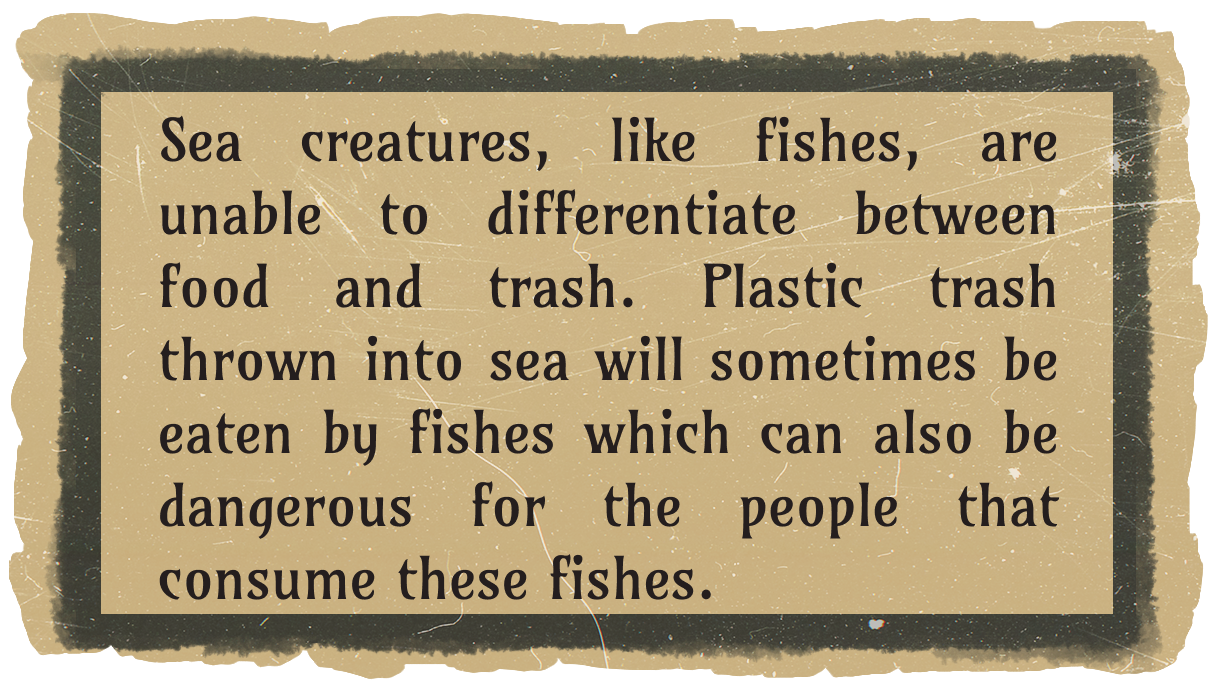 Sea creatures, like fishes, are
unable to differentiate between
food and trash. Plastic trash
thrown into sea will sometimes be
eaten by fishes which can also be
dangerous for the people that
consume these fishes.